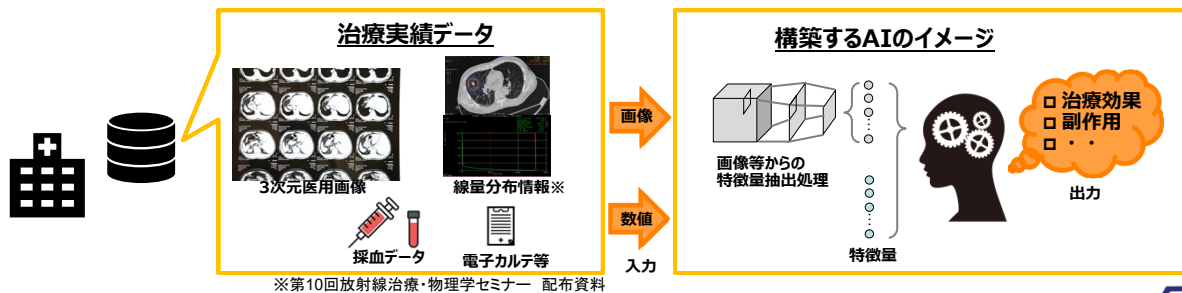 治療実績データ
3次元医用画像
線量分布情報※
採血データ
電子カルテ等
※第10回放射線治療・物理学セミナー 配布資料
画像
数値
入力
構築するAIのイメージ
画像等からの
特徴量抽出処理
特徴量
□ 治療効果
□ 副作用
□ ・・
出力